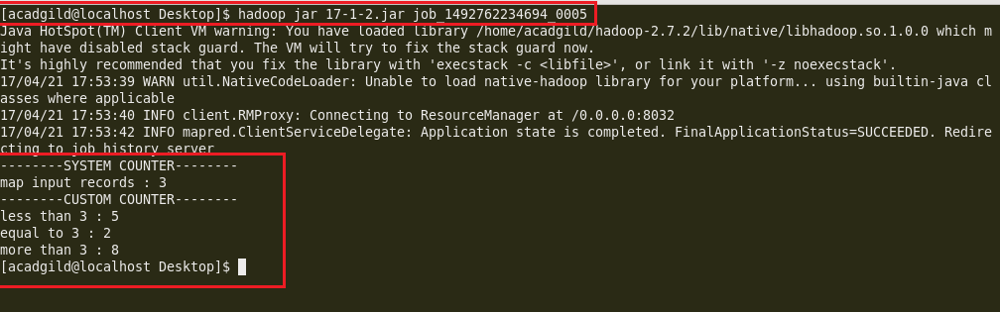 [acadgild@localhost Desktop]$ hadoop jar 17-1-2.jar job_1492762234694_0005
Java HotSpot(TM) Client VM warning: You have loaded library /home/acadgild/hadoop-2.7.2/lib/native/libhadoop.so.1.0.0 which m
ight have disabled stack guard. The VM will try to fix the stack guard now.
It's highly recommended that you fix the library with 'execstack -c <libfile>', or link it with '-z noexecstack'.
17/04/21 17:53:39 WARN util.NativeCodeLoader: Unable to load native-hadoop library for your platform... using builtin-java cl
asses where applicable
17/04/21 17:53:40 INFO client.RMProxy: Connecting to ResourceManager at /0.0.0.0:8032
17/04/21 17:53:42 INFO mapred.ClientServiceDelegate: Application state is completed. FinalApplicationStatus=SUCCEEDED. Redire
cting to job history server
--------SYSTEM COUNTER--------
map input records : 3
--------CUSTOM COUNTER--------
less than 3 : 5
equal to 3 : 2
more than 3 : 8
[acadgild@localhost Desktop]$